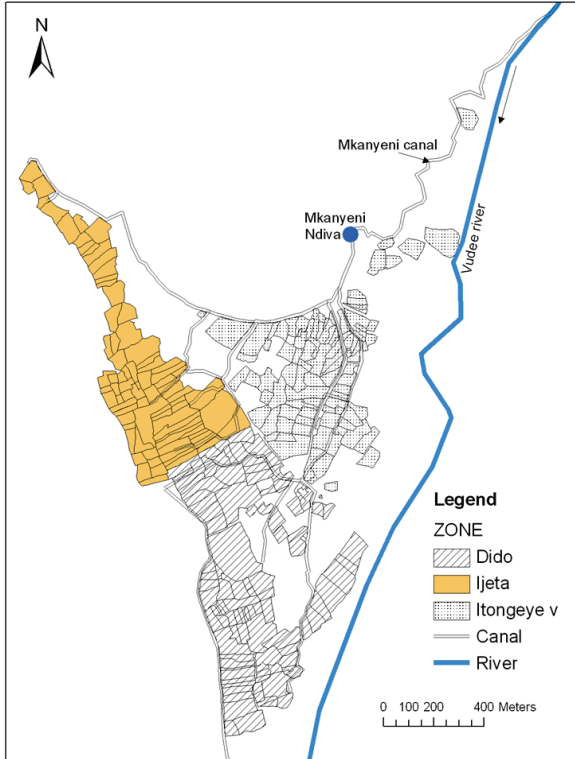 N
Mkanyeni canal
Mkanyeni
Ndiva
Vudee river
Legend
ZONE
Dido
Ijeta
Itongeye v
Canal
River
0 100 200 400 Meters